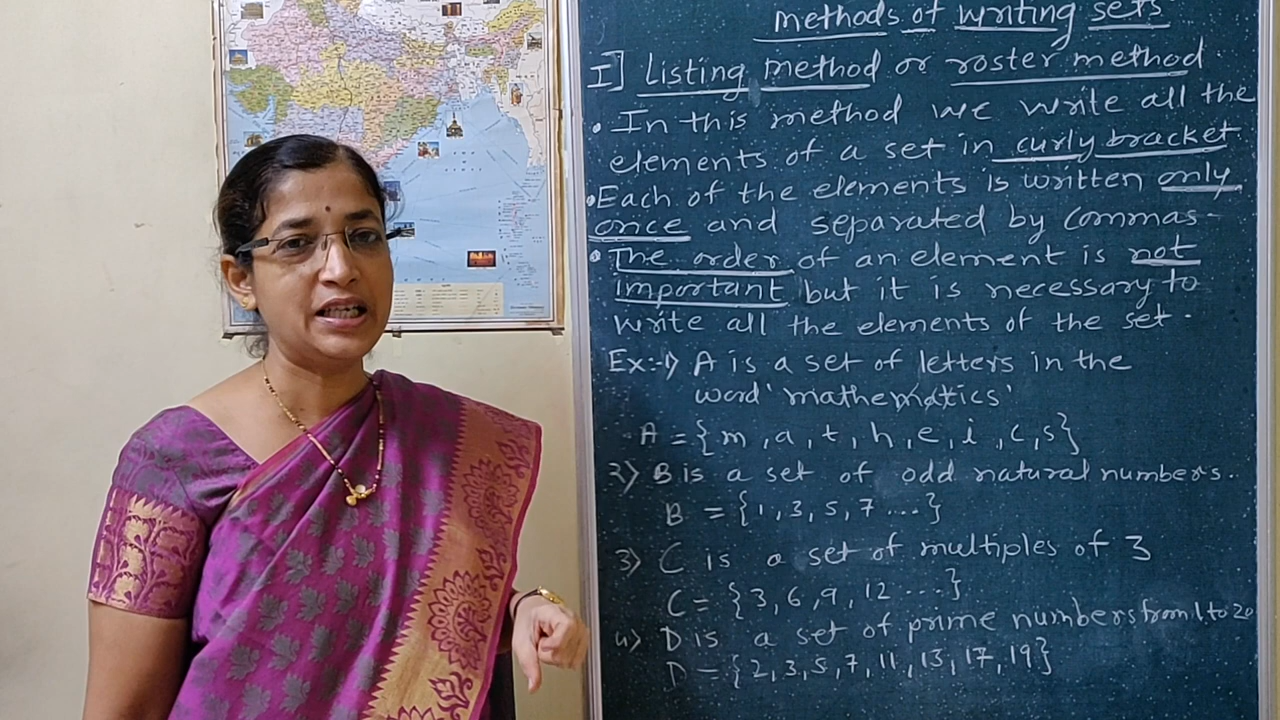 methods of writing sets
I] Listing method or roster method
• In this method we write all the
elements of a set in curly bracket
• Each of the elements is written only
once and separated by commas.
• The order of an element is not
important but it is necessary to
write all the elements of the set.
Ex:-1) A is a set of letters in the
word 'mathematics'
A = {m, a, t, h, e, i, c, s}
2) B is a set of odd natural numbers.
B = {1, 3, 5, 7 ....}
3) C is a set of multiples of 3
C = {3, 6, 9, 12 ....}
4) D is a set of prime numbers from 1 to 20
D = {2, 3, 5, 7, 11, 13, 17, 19}